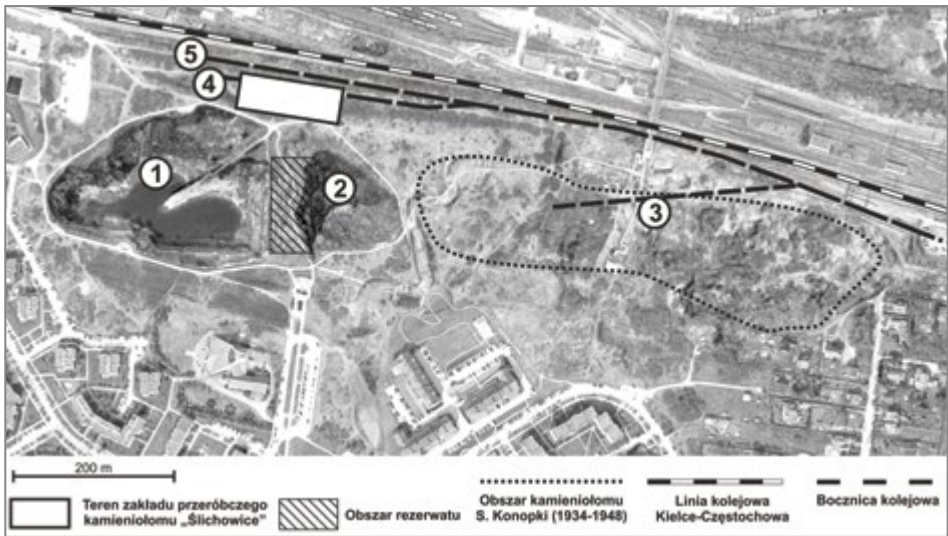 5
4
1
2
3
200 m
Teren zakładu przeróbczego
kamieniołomu „Ślichowice”
Obszar rezerwatu
Obszar kamieniołomu
S. Konopki (1934-1948)
Linia kolejowa
Kielce-Częstochowa
Bocznica kolejowa